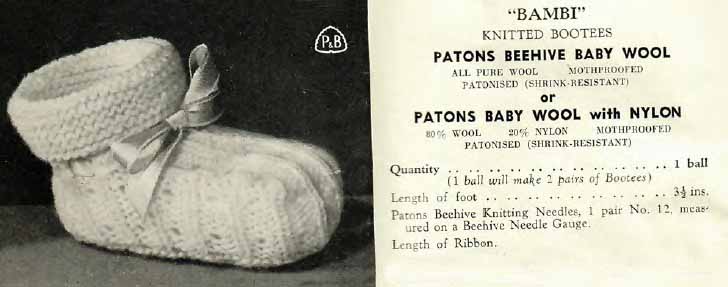 P&B
"BAMBI"
KNITTED BOOTEES
PATONS BEEHIVE BABY WOOL
ALL PURE WOOL MOTHPROOFED
PATONISED (SHRINK-RESISTANT)
or
PATONS BABY WOOL with NYLON
80% WOOL 20% NYLON MOTHPROOFED
PATONISED (SHRINK-RESISTANT)
Quantity .. .. .. .. .. .. .. .. .. .. .. .. 1 ball
(1 ball will make 2 pairs of Bootees)
Length of foot .. .. .. .. .. .. .. .. .. 3½ ins.
Patons Beehive Knitting Needles, 1 pair No. 12, meas-
ured on a Beehive Needle Gauge.
Length of Ribbon.